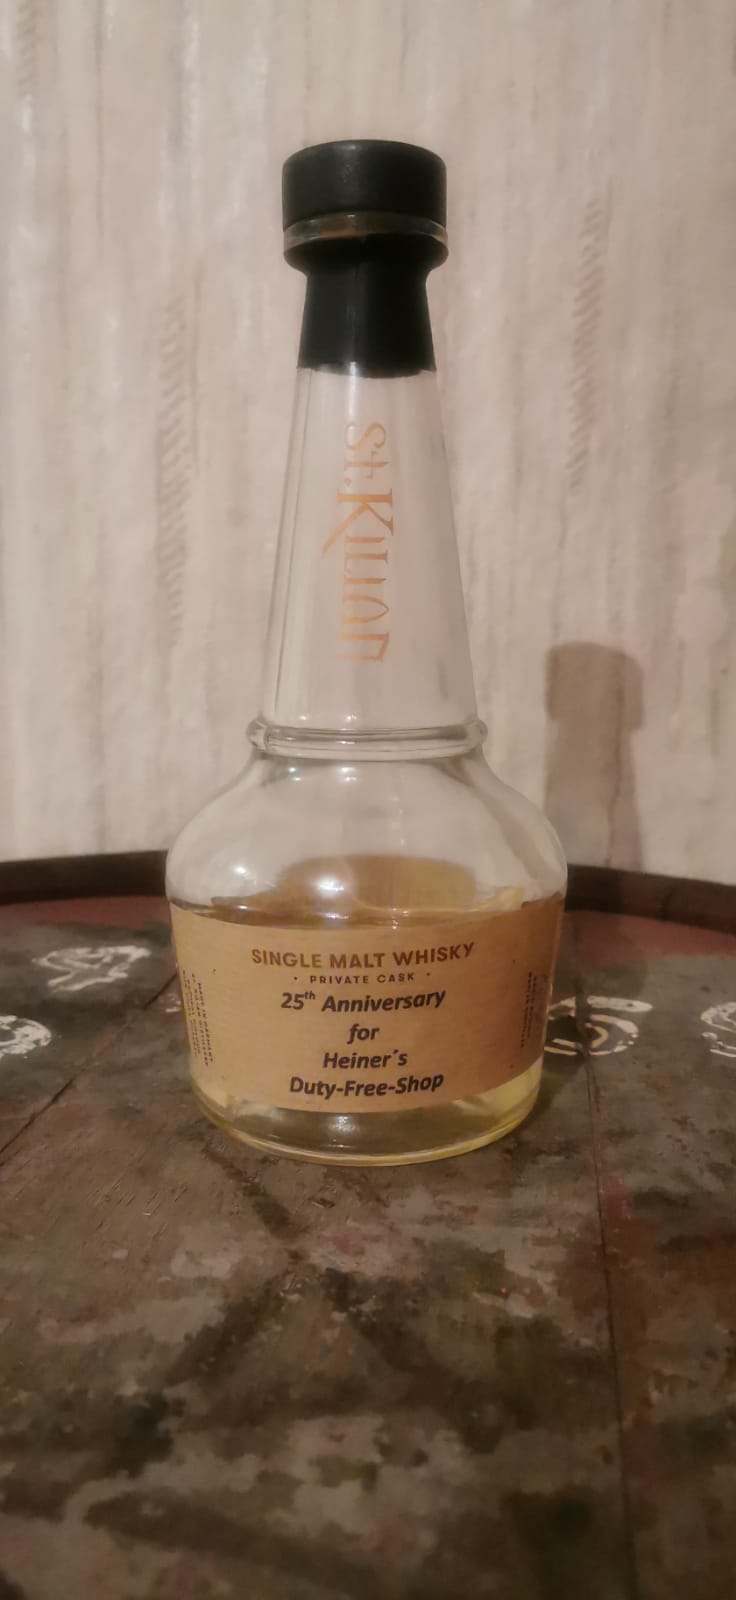 St. KILIAN
SINGLE MALT WHISKY
• PRIVATE CASK •
25th Anniversary
for
Heiner´s
Duty-Free-Shop